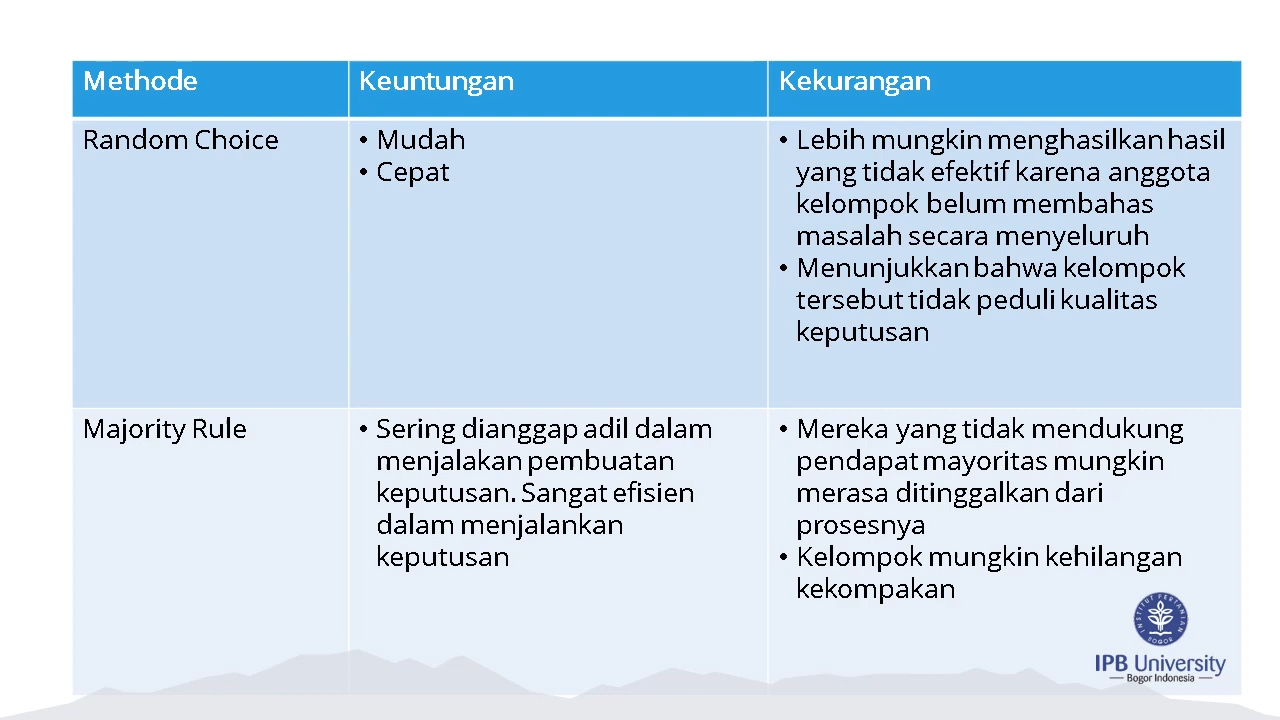 Methode
Keuntungan
Kekurangan
Random Choice
• Mudah
• Cepat
• Lebih mungkin menghasilkan hasil
yang tidak efektif karena anggota
kelompok belum membahas
masalah secara menyeluruh
• Menunjukkan bahwa kelompok
tersebut tidak peduli kualitas
keputusan
Majority Rule
• Sering dianggap adil dalam
menjalakan pembuatan
keputusan. Sangat efisien
dalam menjalankan
keputusan
• Mereka yang tidak mendukung
pendapat mayoritas mungkin
merasa ditinggalkan dari
prosesnya
• Kelompok mungkin kehilangan
kekompakan
INSTITUT PERTANIAN
BOGOR
IPB University
Bogor Indonesia